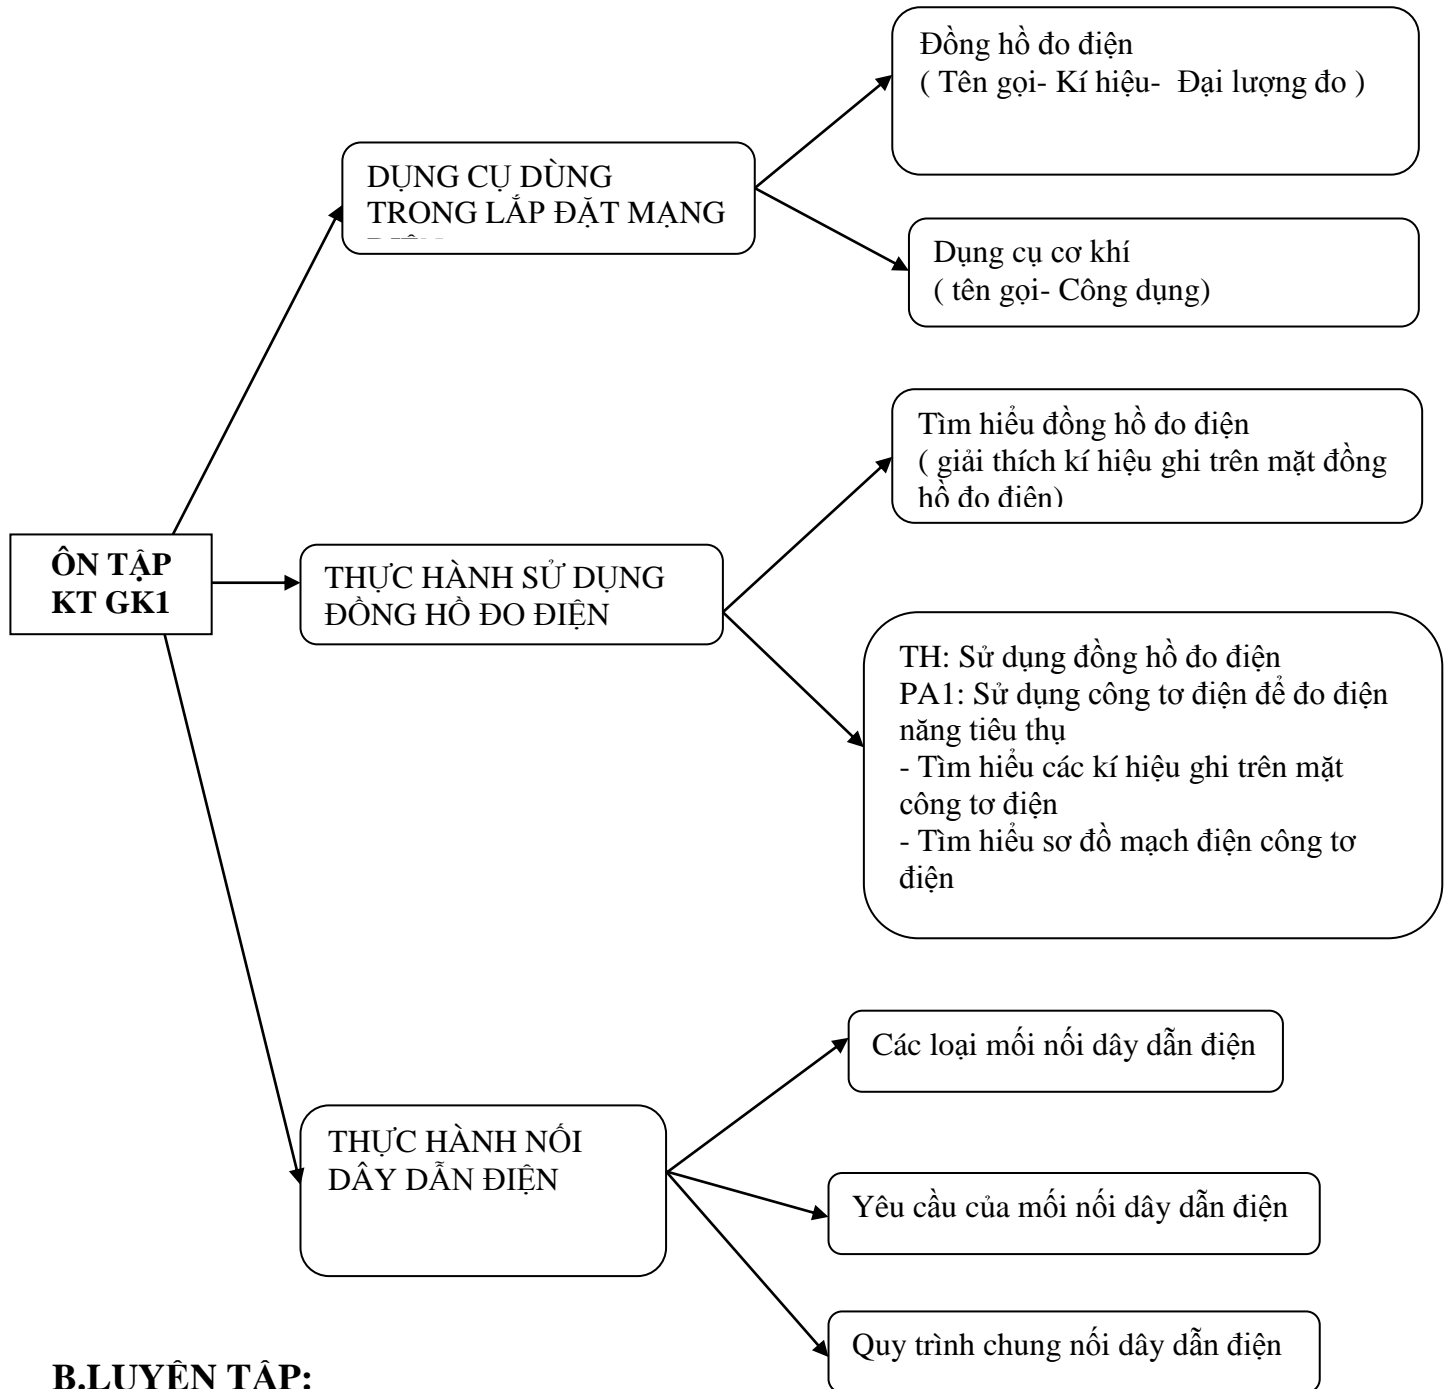 Đồng hồ đo điện
( Tên gọi- Kí hiệu- Đại lượng đo )
DỤNG CỤ DÙNG
TRONG LẮP ĐẶT MẠNG
Dụng cụ cơ khí
( tên gọi- Công dụng)
Tìm hiểu đồng hồ đo điện
( giải thích kí hiệu ghi trên mặt đồng
hồ đo điện)
ÔN TẬP
KT GK1
THỰC HÀNH SỬ DỤNG
ĐỒNG HỒ ĐO ĐIỆN
TH: Sử dụng đồng hồ đo điện
PA1: Sử dụng công tơ điện để đo điện
năng tiêu thụ
- Tìm hiểu các kí hiệu ghi trên mặt
công tơ điện
- Tìm hiểu sơ đồ mạch điện công tơ
điện
Các loại mối nối dây dẫn điện
THỰC HÀNH NỐI
DÂY DẪN ĐIỆN
Yêu cầu của mối nối dây dẫn điện
Quy trình chung nối dây dẫn điện
B.LUYỆN TẬP: